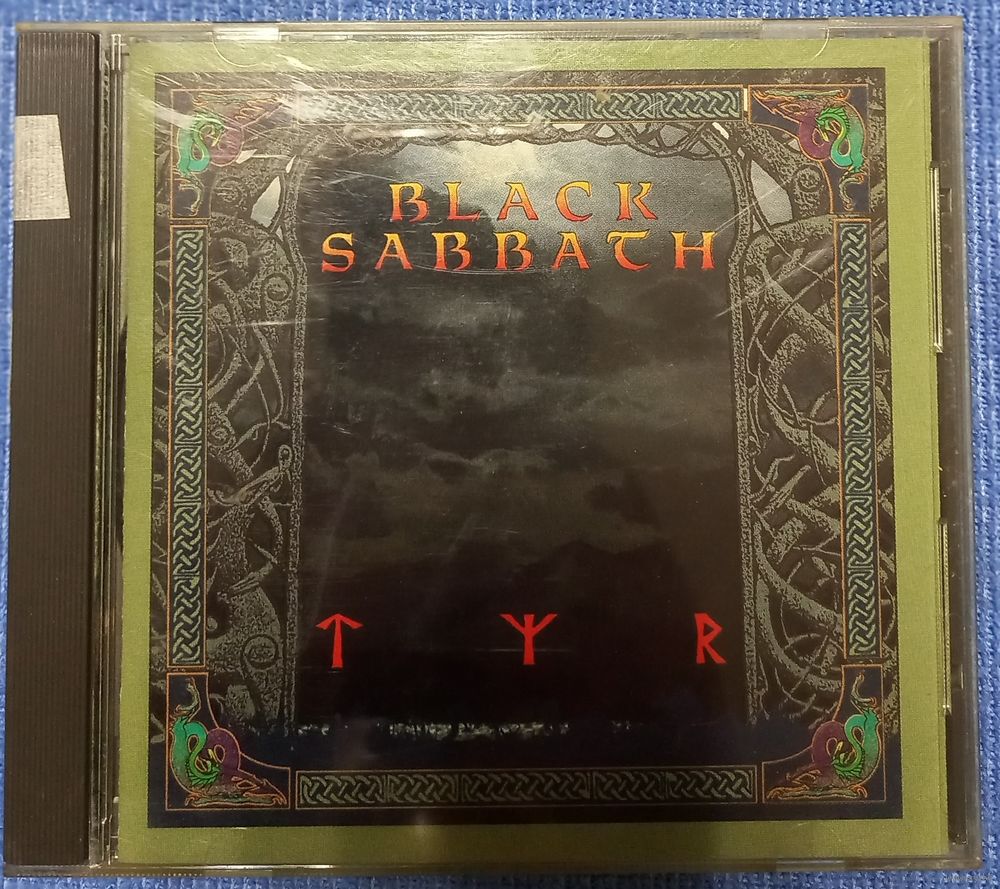 BLACK
SABBATH
ᛏ ᛉ ᚱ